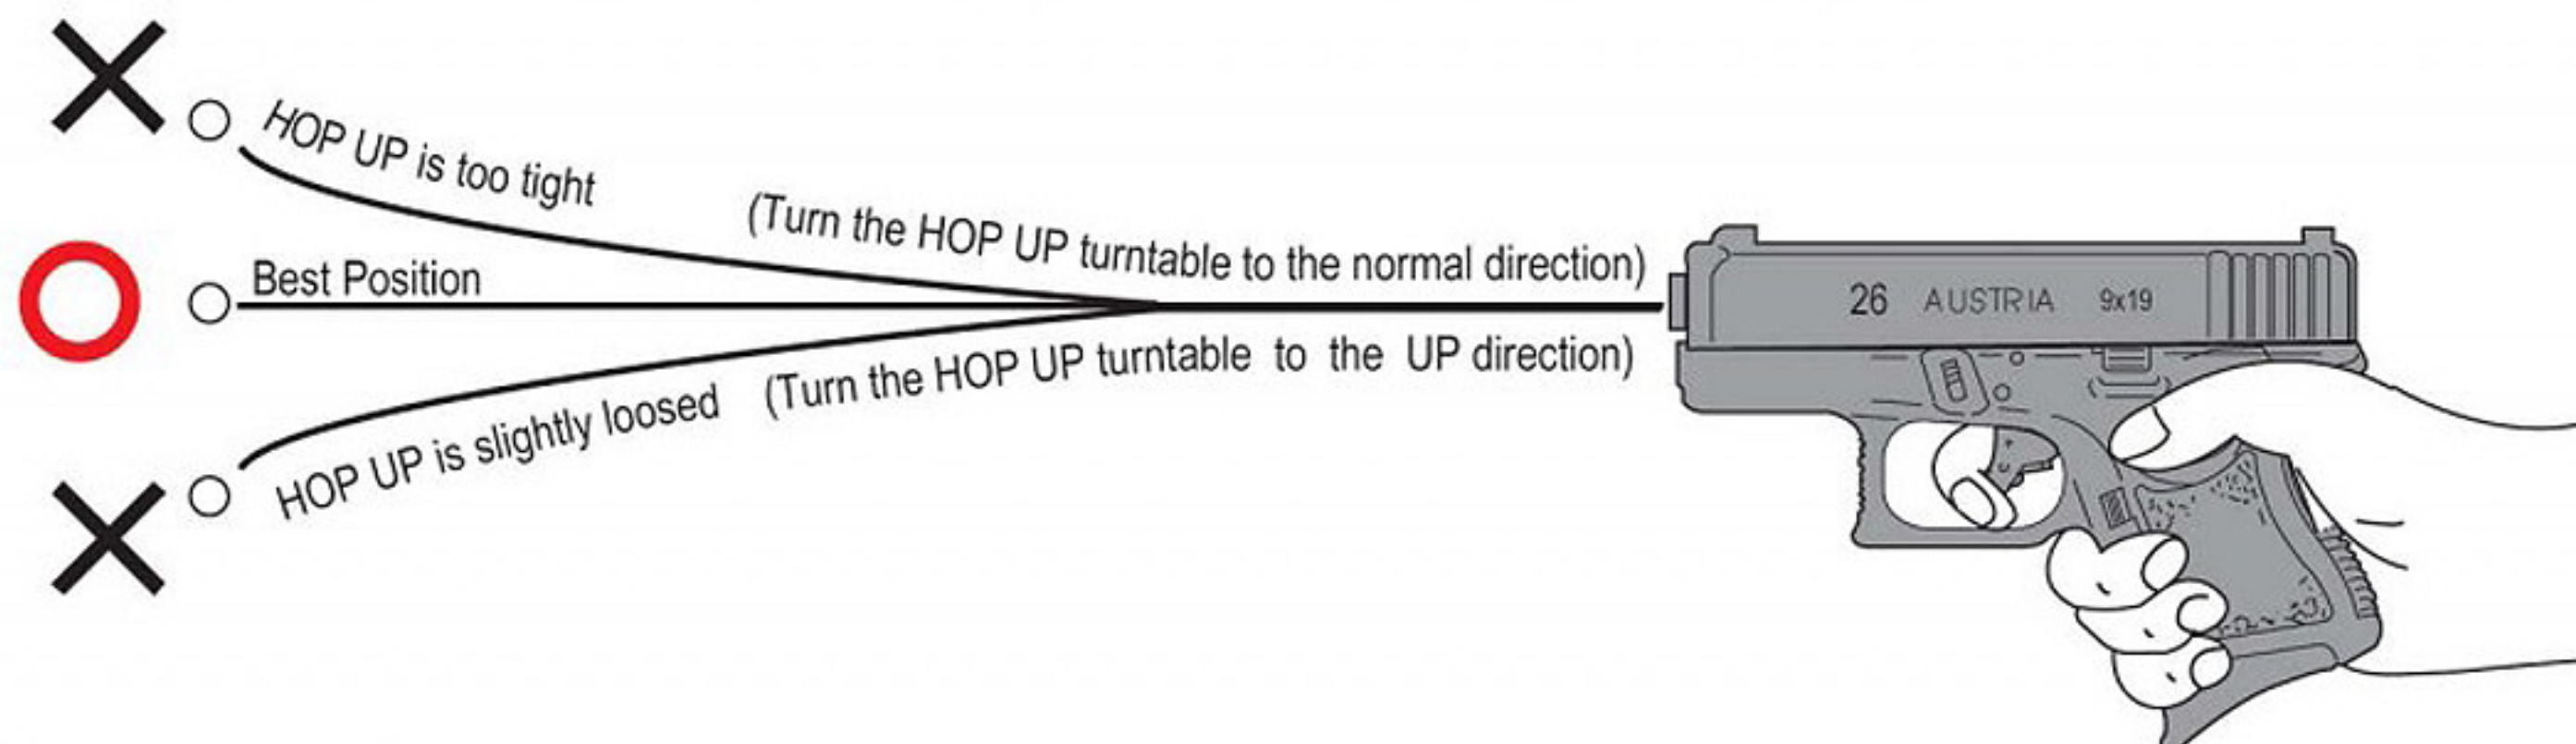 HOP UP is too tight
(Turn the HOP UP turntable to the normal direction)
Best Position
26 AUSTRIA 9x19
(Turn the HOP UP turntable to the UP direction)
HOP UP is slightly loosed